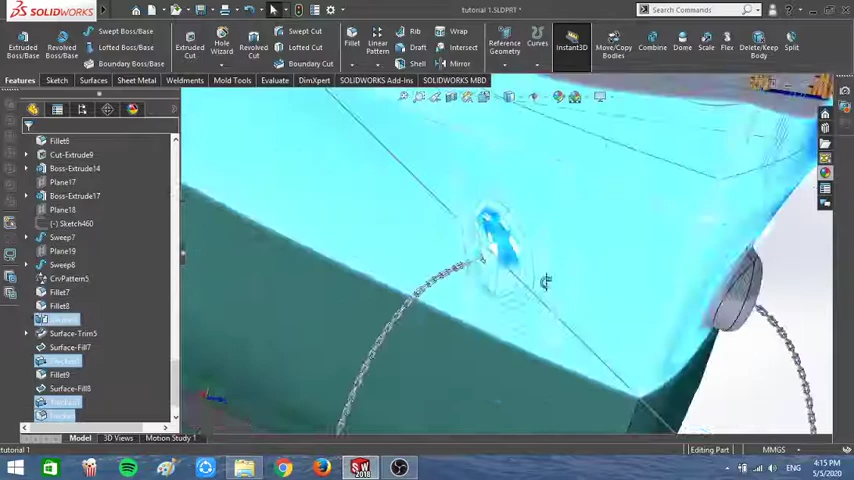 SOLIDWORKS
tutorial 1.SLDPRT *
Search Commands
Extruded Boss/Base
Revolved Boss/Base
Swept Boss/Base
Lofted Boss/Base
Boundary Boss/Base
Extruded Cut
Hole Wizard
Revolved Cut
Swept Cut
Lofted Cut
Boundary Cut
Fillet
Linear Pattern
Rib
Draft
Shell
Wrap
Intersect
Mirror
Reference Geometry
Curves
Instant3D
Move/Copy Bodies
Combine
Dome
Scale
Flex
Delete/Keep Body
Split
Features
Sketch
Surfaces
Sheet Metal
Weldments
Mold Tools
Evaluate
DimXpert
SOLIDWORKS Add-Ins
SOLIDWORKS MBD
Fillet6
Cut-Extrude9
Boss-Extrude14
Plane17
Boss-Extrude17
Plane18
(-) Sketch460
Sweep7
Plane19
Sweep8
CrvPattern5
Fillet7
Fillet8
Surface-Trim5
Surface-Fill7
Fillet9
Surface-Fill8
Model
3D Views
Motion Study 1
tutorial 1
Editing Part
MMGS
SW
2018
ENG
4:15 PM
5/5/2020